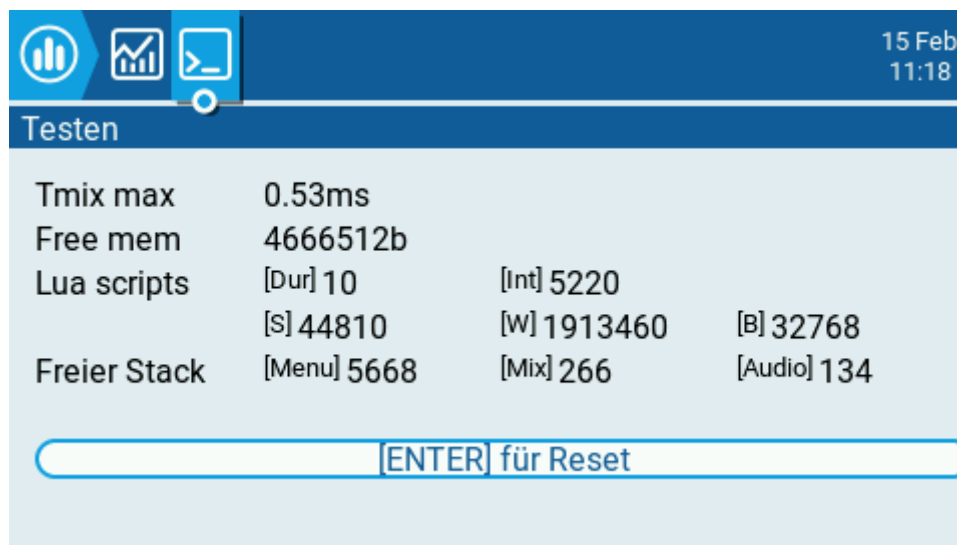 15 Feb
11:18
Testen
Tmix max 0.53ms
Free mem 4666512b
Lua scripts [Dur] 10 [Int] 5220
[S] 44810 [W] 1913460 [B] 32768
Freier Stack [Menu] 5668 [Mix] 266 [Audio] 134
[ENTER] für Reset